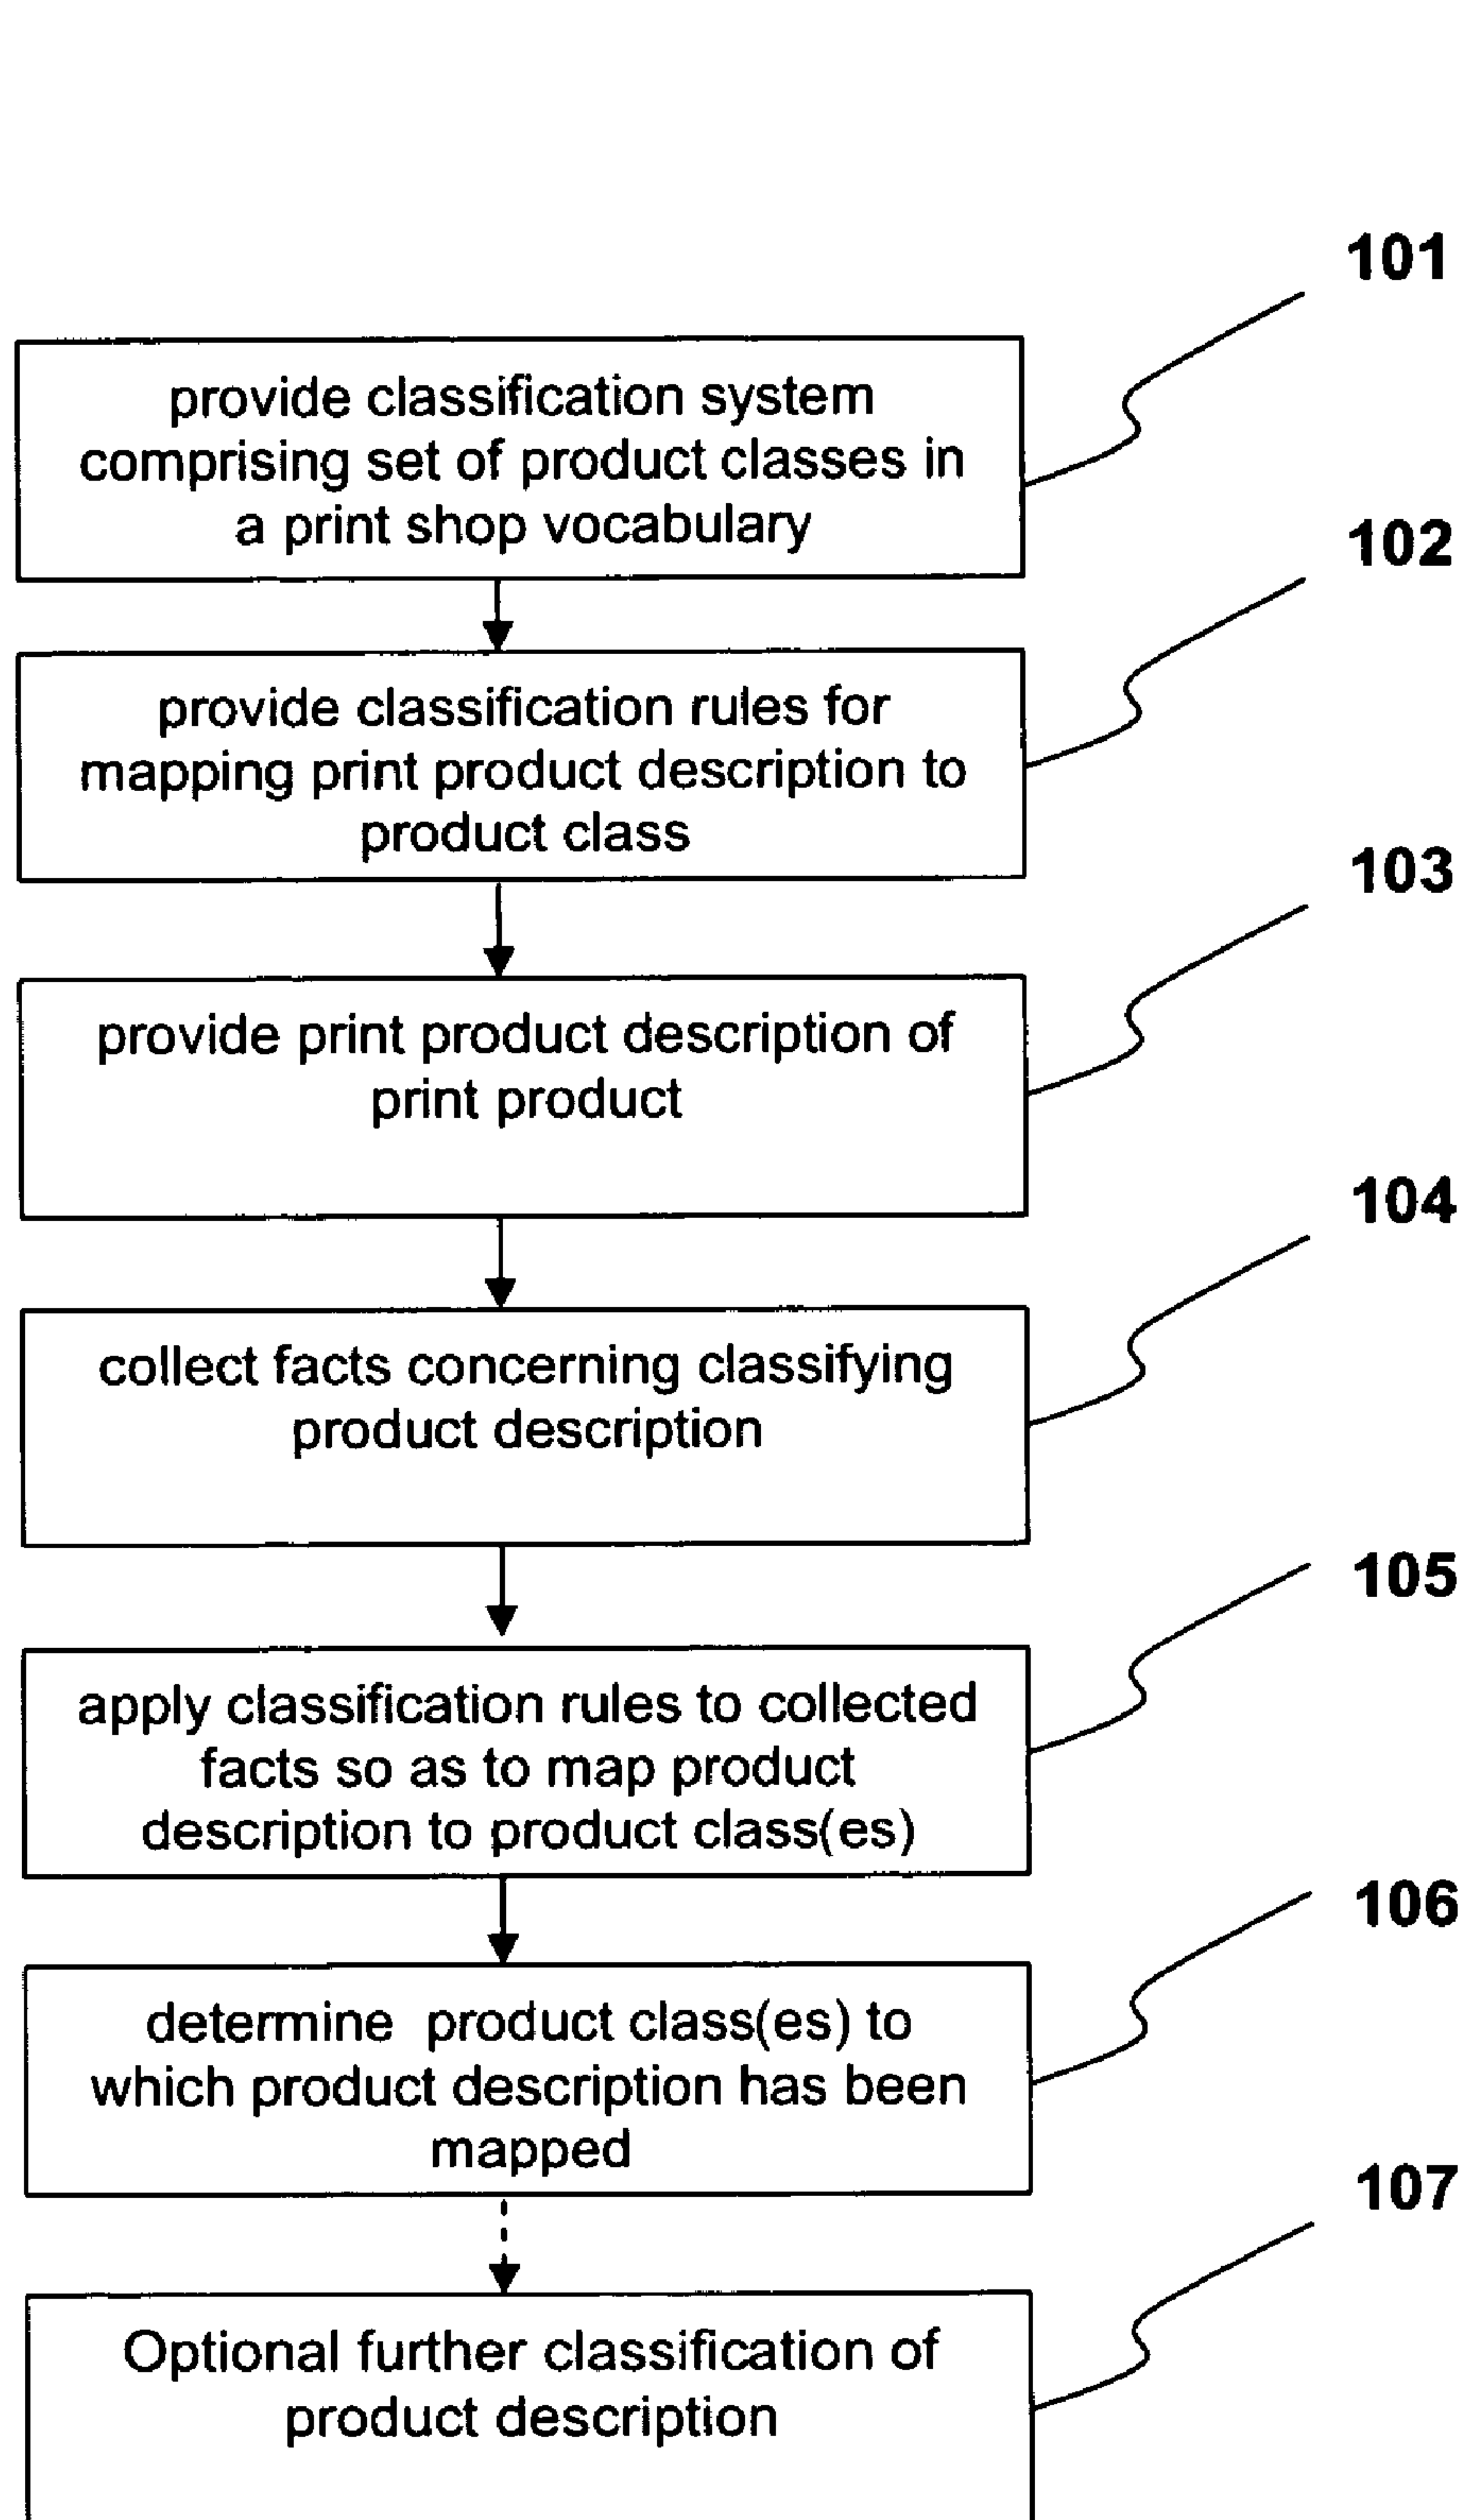 101
provide classification system
comprising set of product classes in
a print shop vocabulary
102
provide classification rules for
mapping print product description to
product class
103
provide print product description of
print product
104
collect facts concerning classifying
product description
105
apply classification rules to collected
facts so as to map product
description to product class(es)
106
determine product class(es) to
which product description has been
mapped
107
Optional further classification of
product description